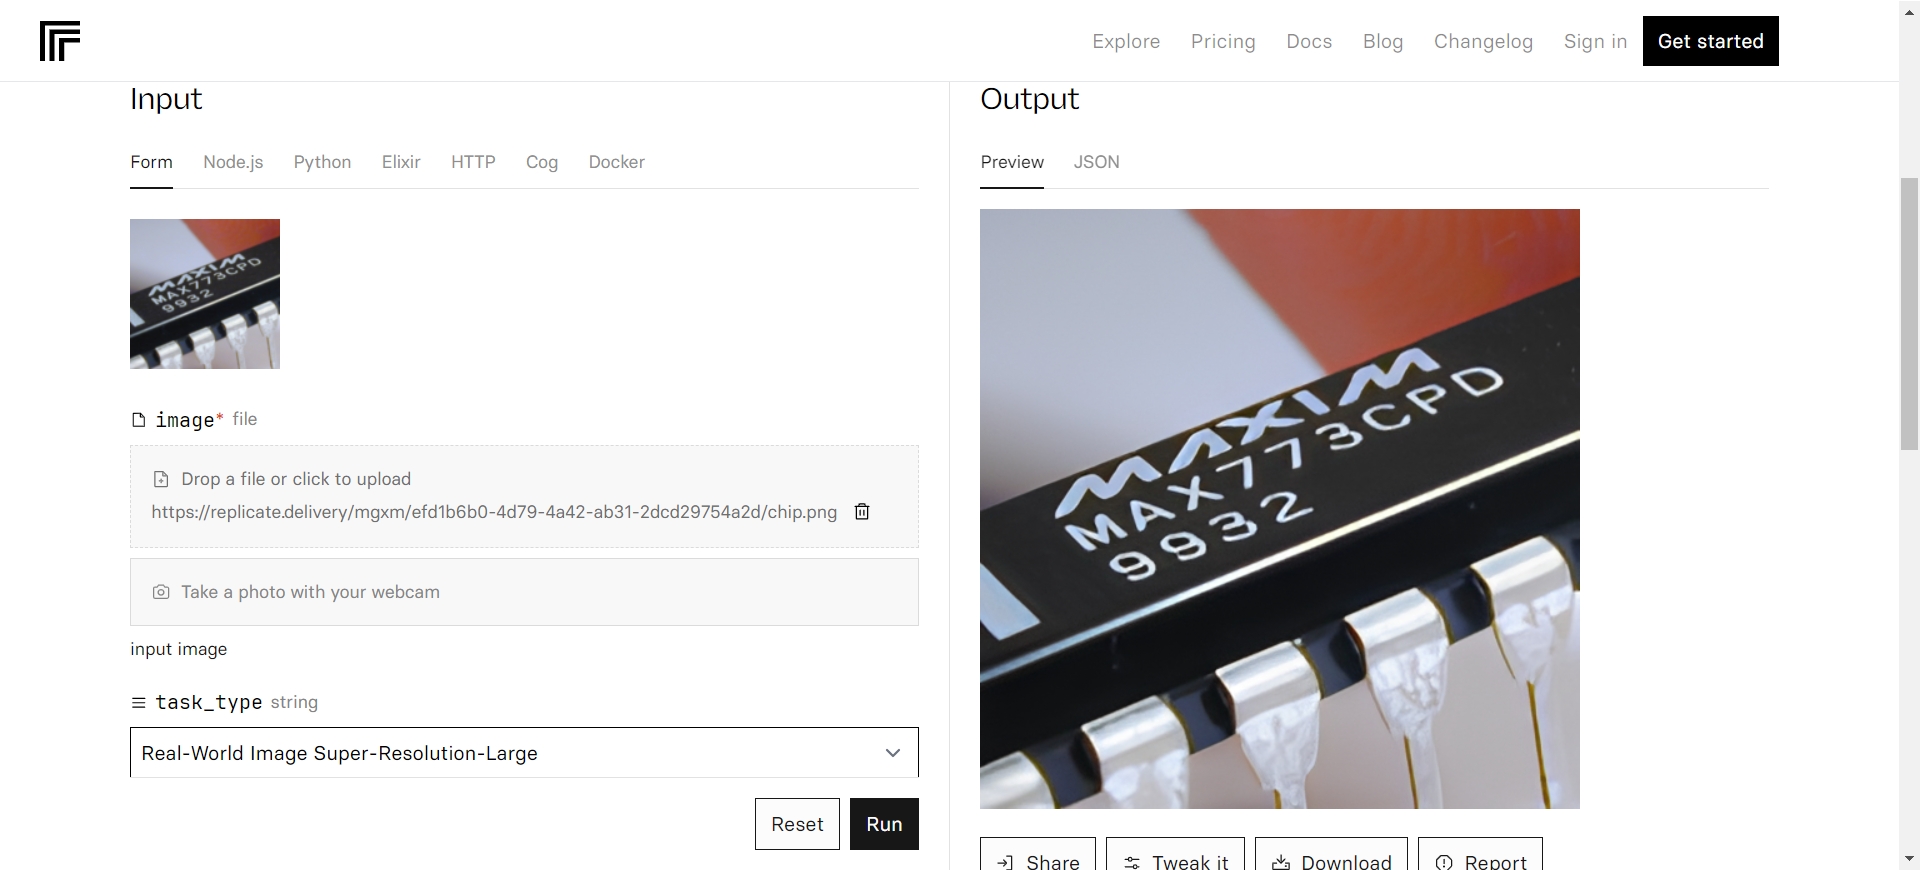 Explore Pricing Docs Blog Changelog Sign in Get started
Input
Form Node.js Python Elixir HTTP Cog Docker
MAXIM
MAX773CPD
9932
image* file
Drop a file or click to upload
https://replicate.delivery/mgxm/efd1b6b0-4d79-4a42-ab31-2dcd29754a2d/chip.png
Take a photo with your webcam
input image
task_type string
Real-World Image Super-Resolution-Large
Reset Run
Output
Preview JSON
MAXIM
MAX773CPD
9932
Share Tweak it Download Report